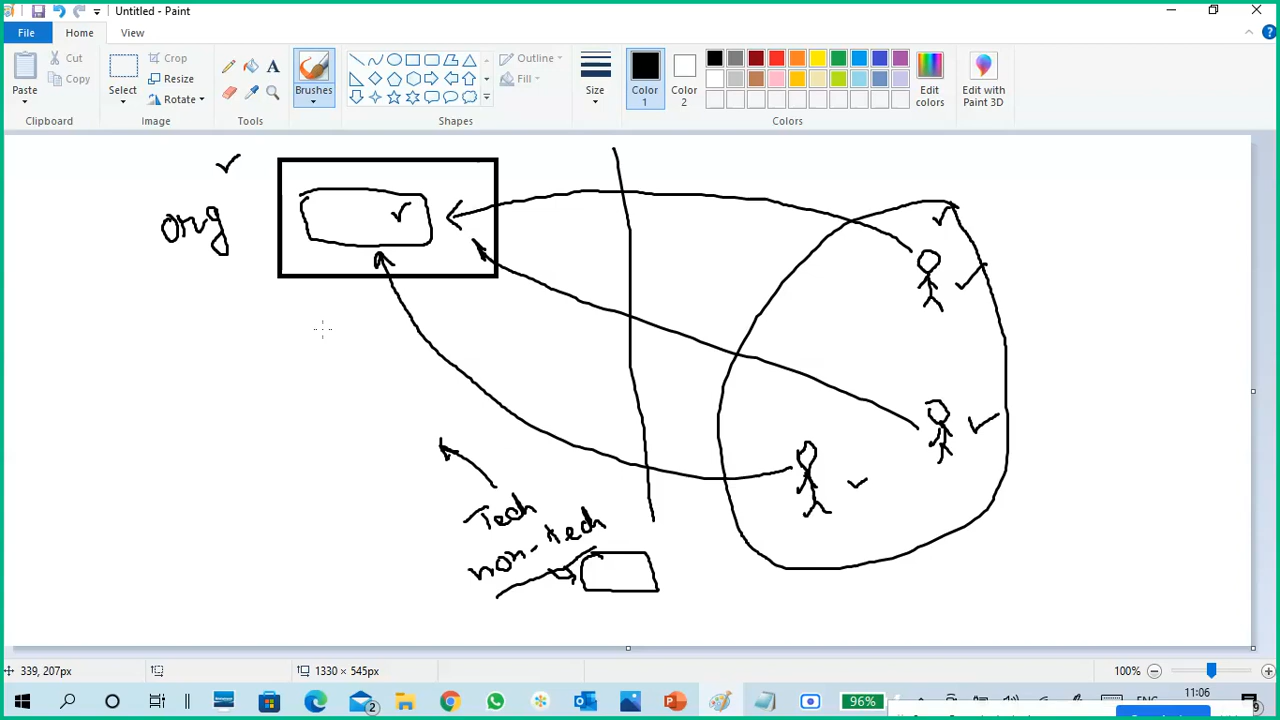 Untitled - Paint
File
Home
View
Paste
Cut
Copy
Clipboard
Select
Crop
Resize
Rotate
Image
Tools
Brushes
Shapes
Outline
Fill
Size
Color
1
Color
2
Edit
colors
Colors
Edit with
Paint 3D
org
Tech
non-tech
339, 207px
1330 × 545px
100%
2
96%
ENG
11:06